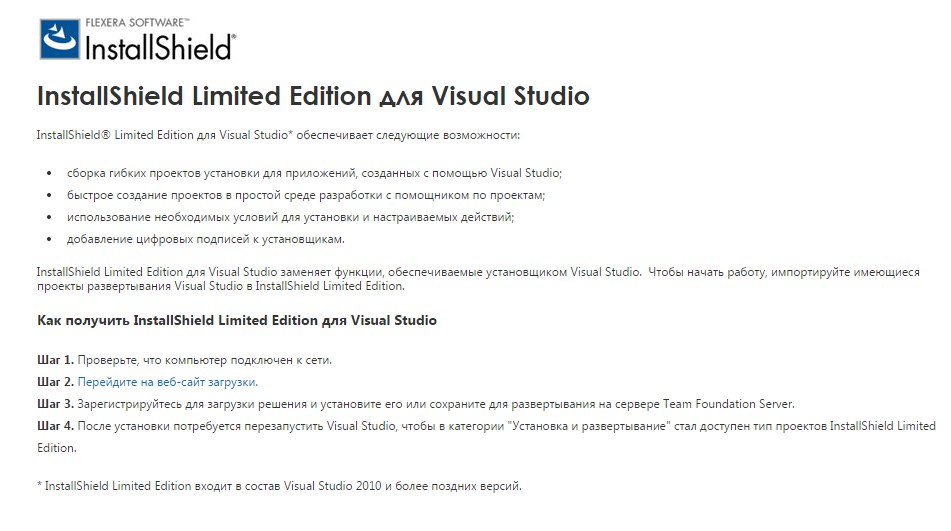 FLEXERA SOFTWARE™
InstallShield®
InstallShield Limited Edition для Visual Studio
InstallShield® Limited Edition для Visual Studio* обеспечивает следующие возможности:
• сборка гибких проектов установки для приложений, созданных с помощью Visual Studio;
• быстрое создание проектов в простой среде разработки с помощником по проектам;
• использование необходимых условий для установки и настраиваемых действий;
• добавление цифровых подписей к установщикам.
InstallShield Limited Edition для Visual Studio заменяет функции, обеспечиваемые установщиком Visual Studio. Чтобы начать работу, импортируйте имеющиеся
проекты развертывания Visual Studio в InstallShield Limited Edition.
Как получить InstallShield Limited Edition для Visual Studio
Шаг 1. Проверьте, что компьютер подключен к сети.
Шаг 2. Перейдите на веб-сайт загрузки.
Шаг 3. Зарегистрируйтесь для загрузки решения и установите его или сохраните для развертывания на сервере Team Foundation Server.
Шаг 4. После установки потребуется перезапустить Visual Studio, чтобы в категории "Установка и развертывание" стал доступен тип проектов InstallShield Limited
Edition.
* InstallShield Limited Edition входит в состав Visual Studio 2010 и более поздних версий.